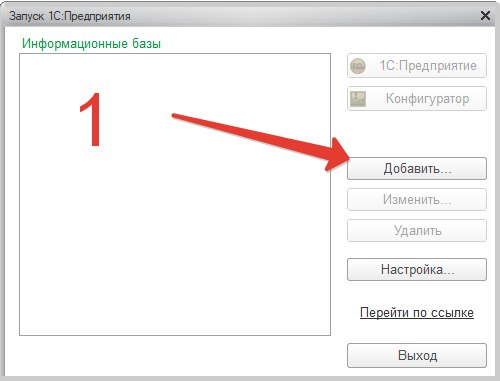 Запуск 1С:Предприятия
Информационные базы
1
1С:Предприятие
Конфигуратор
Добавить...
Изменить...
Удалить
Настройка...
Перейти по ссылке
Выход